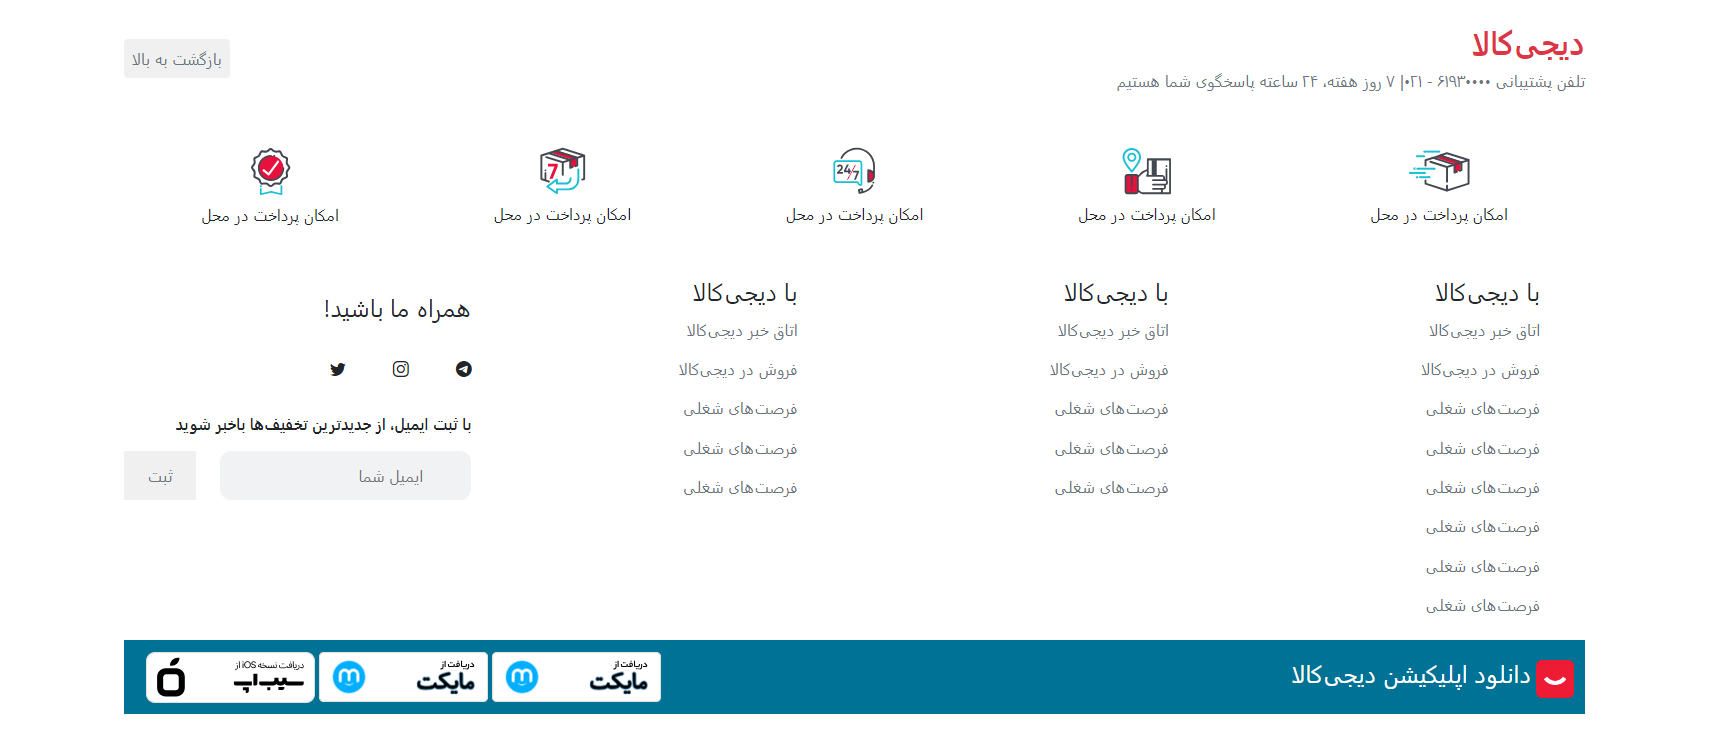 دیجی‌کالا
بازگشت به بالا
تلفن پشتیبانی ۶۱۹۳۰۰۰۰ - ۰۲۱| ۷ روز هفته، ۲۴ ساعته پاسخگوی شما هستیم
24/7
7
امکان پرداخت در محل
امکان پرداخت در محل
امکان پرداخت در محل
امکان پرداخت در محل
امکان پرداخت در محل
با دیجی‌کالا
اتاق خبر دیجی‌کالا
فروش در دیجی‌کالا
فرصت‌های شغلی
فرصت‌های شغلی
فرصت‌های شغلی
فرصت‌های شغلی
فرصت‌های شغلی
فرصت‌های شغلی
با دیجی‌کالا
اتاق خبر دیجی‌کالا
فروش در دیجی‌کالا
فرصت‌های شغلی
فرصت‌های شغلی
فرصت‌های شغلی
با دیجی‌کالا
اتاق خبر دیجی‌کالا
فروش در دیجی‌کالا
فرصت‌های شغلی
فرصت‌های شغلی
فرصت‌های شغلی
همراه ما باشید!
با ثبت ایمیل، از جدیدترین تخفیف‌ها باخبر شوید
ایمیل شما
ثبت
دانلود اپلیکیشن دیجی‌کالا
دریافت از
مایکت
دریافت از
مایکت
دریافت نسخه iOS از
سیب‌اپ